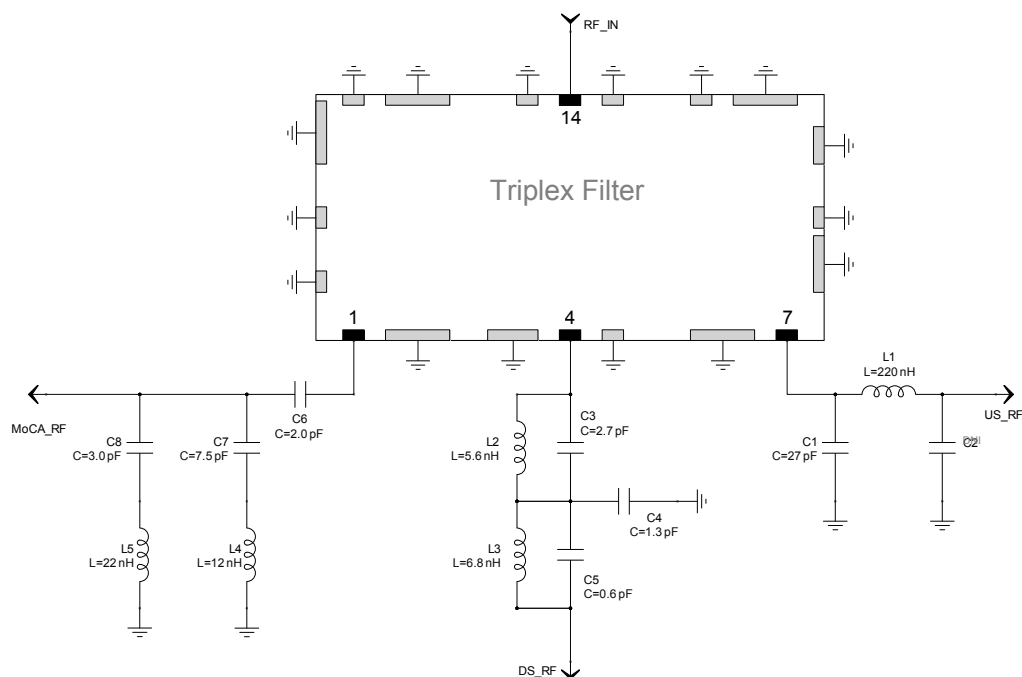 RF_IN
14
Triplex Filter
1
4
7
L1
L=220 nH
MoCA_RF
C6
C=2.0 pF
C3
C=2.7 pF
US_RF
C8
C=3.0 pF
C7
C=7.5 pF
L2
L=5.6 nH
C1
C=27 pF
C2
C4
C=1.3 pF
L5
L=22 nH
L4
L=12 nH
L3
L=6.8 nH
C5
C=0.6 pF
DS_RF